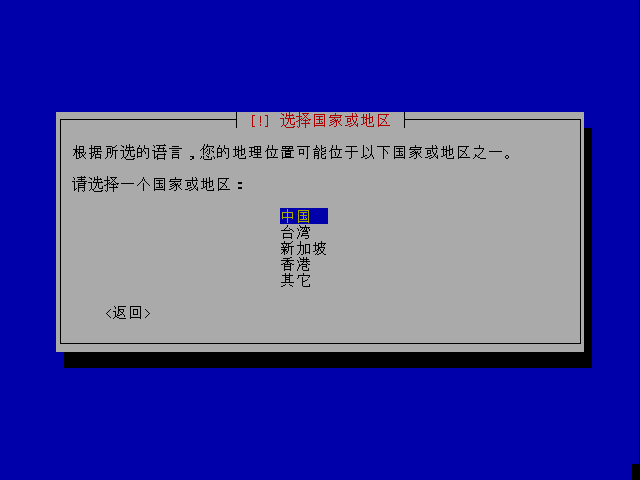 [!] 选择国家或地区
根据所选的语言,您的地理位置可能位于以下国家或地区之一。
请选择一个国家或地区:
中国
台湾
新加坡
香港
其它
<返回>